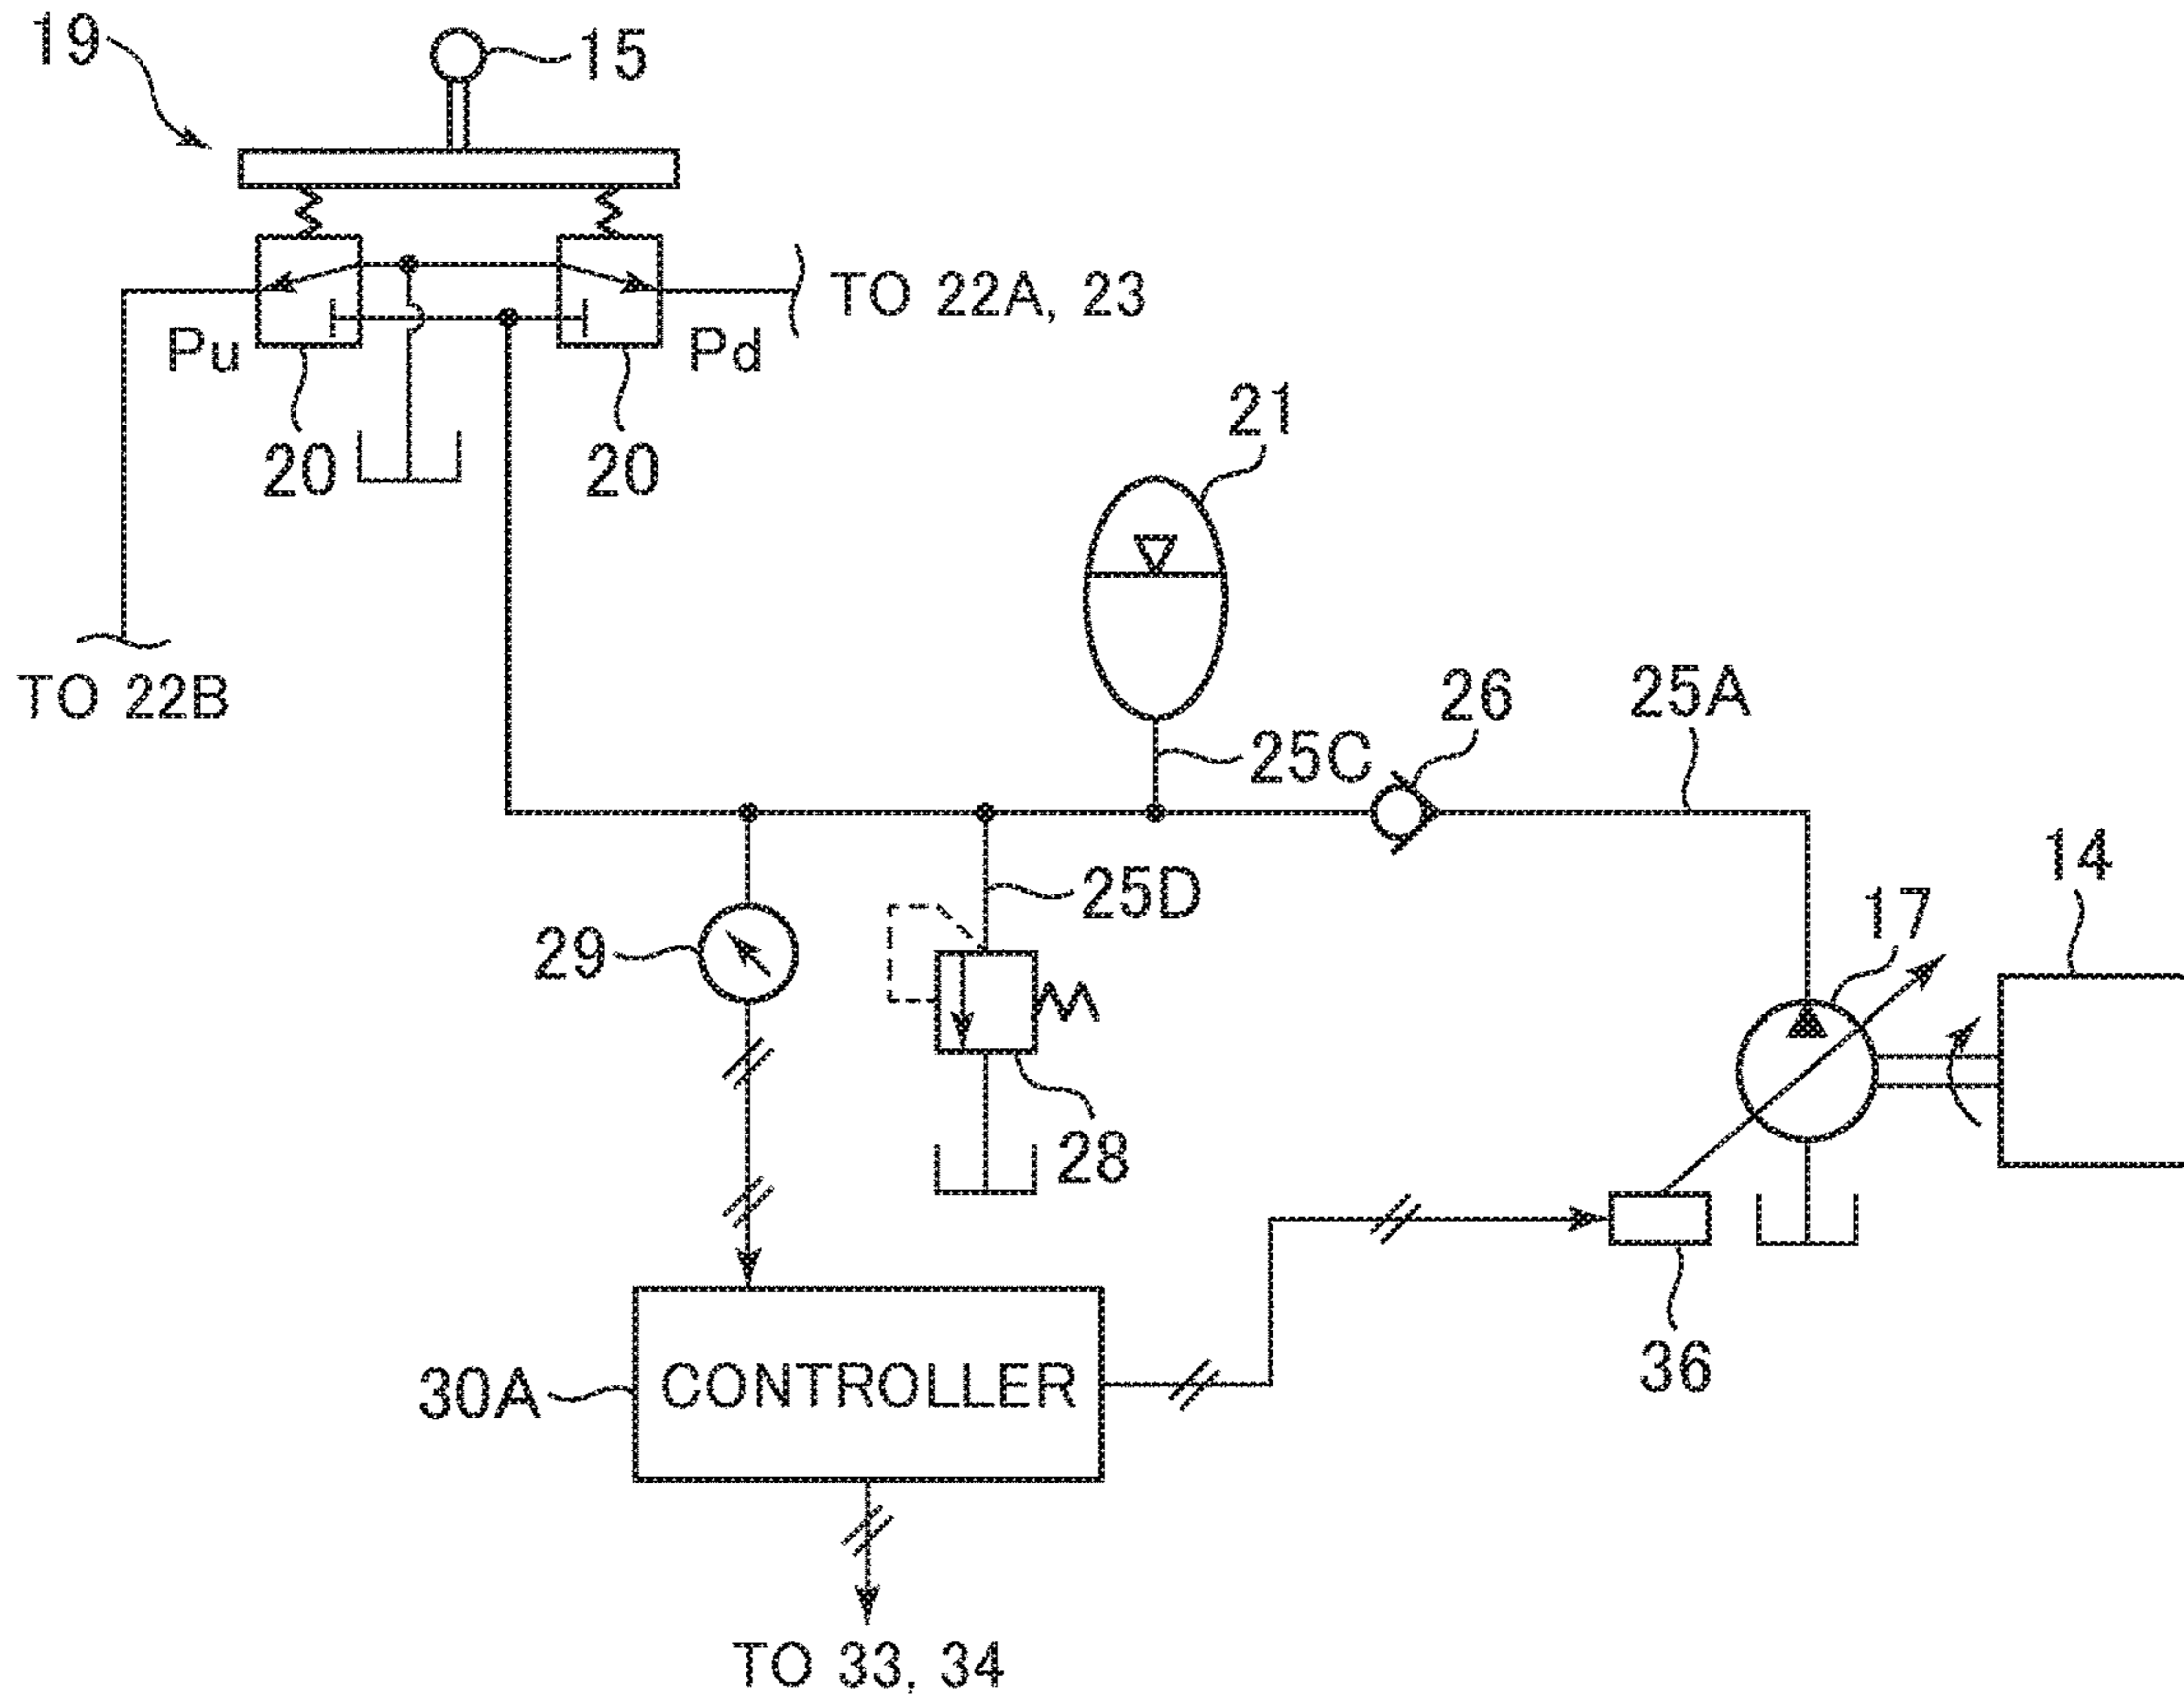 19
15
TO 22A, 23
Pu
Pd
20
20
21
TO 22B
25C
26
25A
14
17
25D
29
28
36
30A
CONTROLLER
TO 33, 34